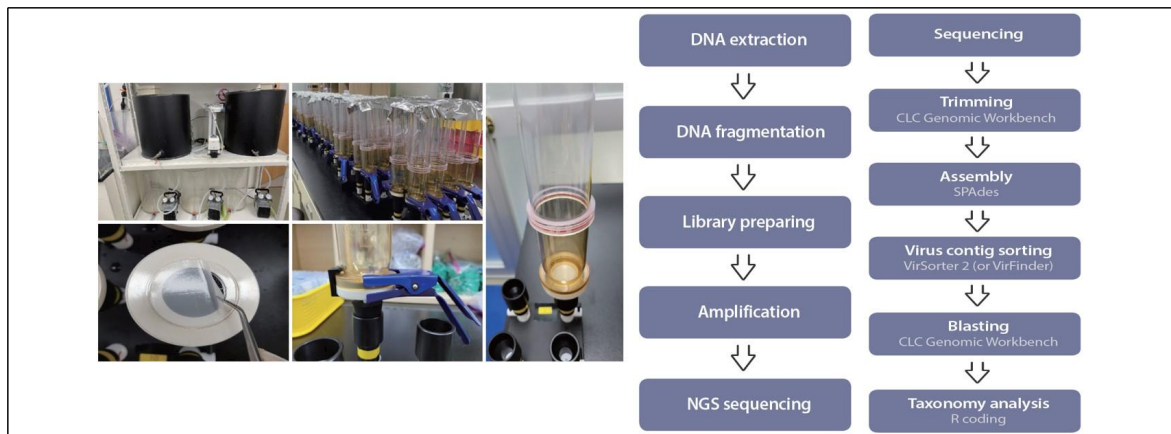 DNA extraction
DNA fragmentation
Library preparing
Amplification
NGS sequencing
Sequencing
Trimming
CLC Genomic Workbench
Assembly
SPAdes
Virus contig sorting
VirSorter 2 (or VirFinder)
Blasting
CLC Genomic Workbench
Taxonomy analysis
R coding